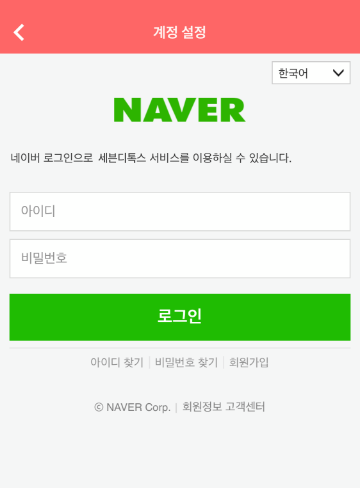 계정 설정
한국어
NAVER
네이버 로그인으로 세븐디톡스 서비스를 이용하실 수 있습니다.
아이디
비밀번호
로그인
아이디 찾기 | 비밀번호 찾기 | 회원가입
ⓒ NAVER Corp. | 회원정보 고객센터